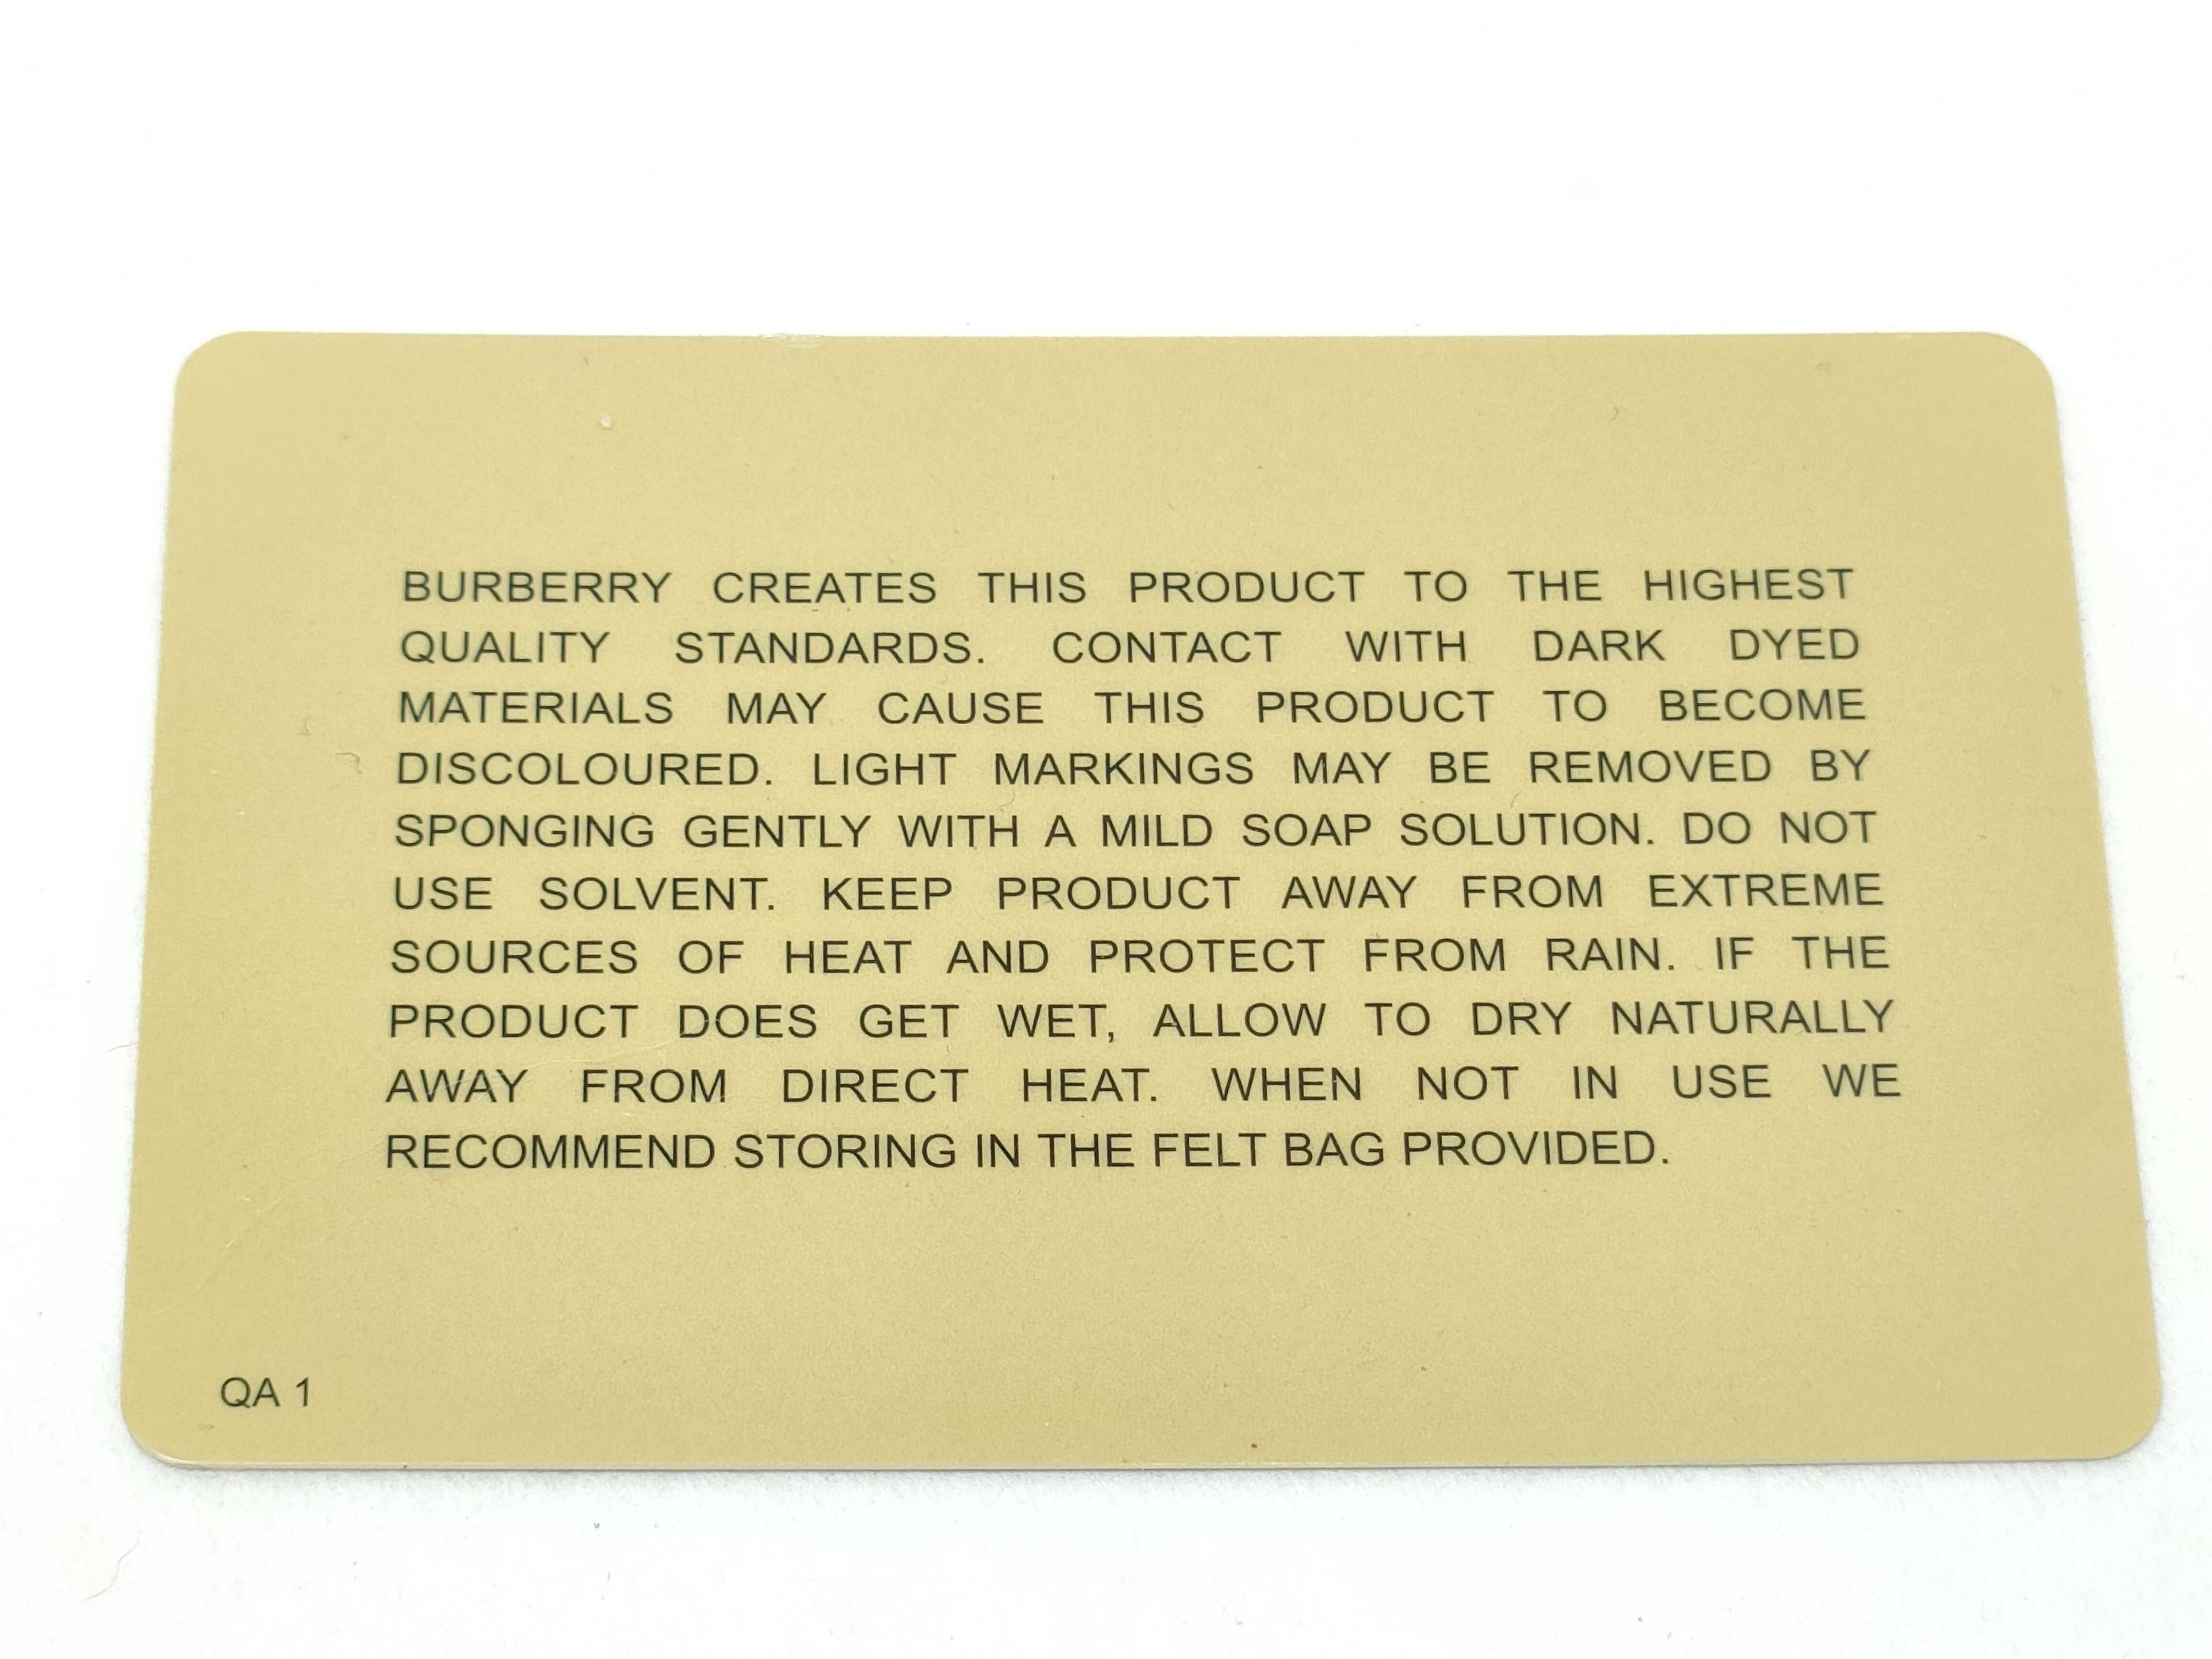 BURBERRY CREATES THIS PRODUCT TO THE HIGHEST
QUALITY STANDARDS. CONTACT WITH DARK DYED
MATERIALS MAY CAUSE THIS PRODUCT TO BECOME
DISCOLOURED. LIGHT MARKINGS MAY BE REMOVED BY
SPONGING GENTLY WITH A MILD SOAP SOLUTION. DO NOT
USE SOLVENT. KEEP PRODUCT AWAY FROM EXTREME
SOURCES OF HEAT AND PROTECT FROM RAIN. IF THE
PRODUCT DOES GET WET, ALLOW TO DRY NATURALLY
AWAY FROM DIRECT HEAT. WHEN NOT IN USE WE
RECOMMEND STORING IN THE FELT BAG PROVIDED.
QA 1